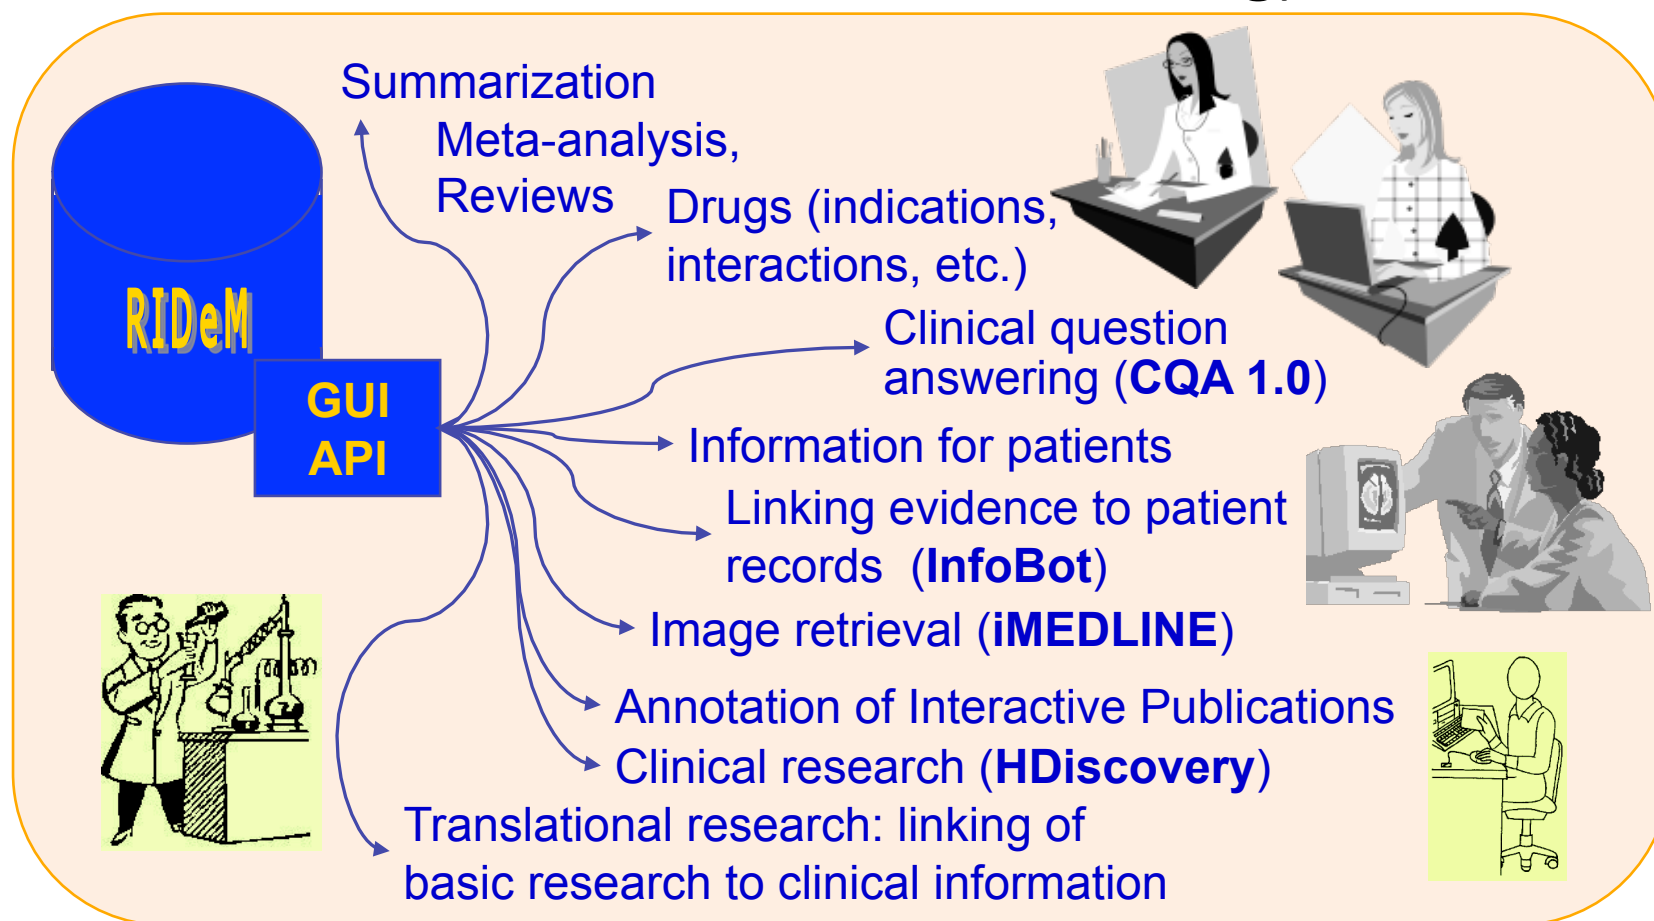 Summarization
Meta-analysis,
Reviews
Drugs (indications,
interactions, etc.)
RIDeM
Clinical question
answering (CQA 1.0)
GUI
API
Information for patients
Linking evidence to patient
records (InfoBot)
Image retrieval (iMEDLINE)
Annotation of Interactive Publications
Clinical research (HDiscovery)
Translational research: linking of
basic research to clinical information